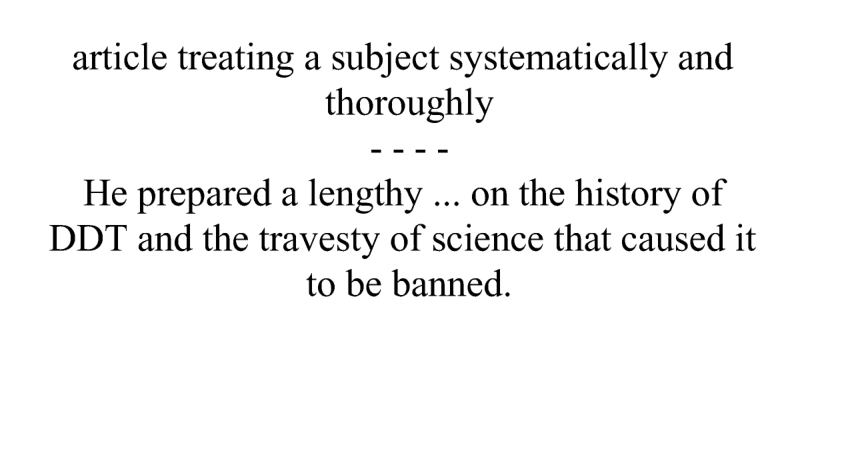 article treating a subject systematically and
thoroughly
- - - -
He prepared a lengthy ... on the history of
DDT and the travesty of science that caused it
to be banned.